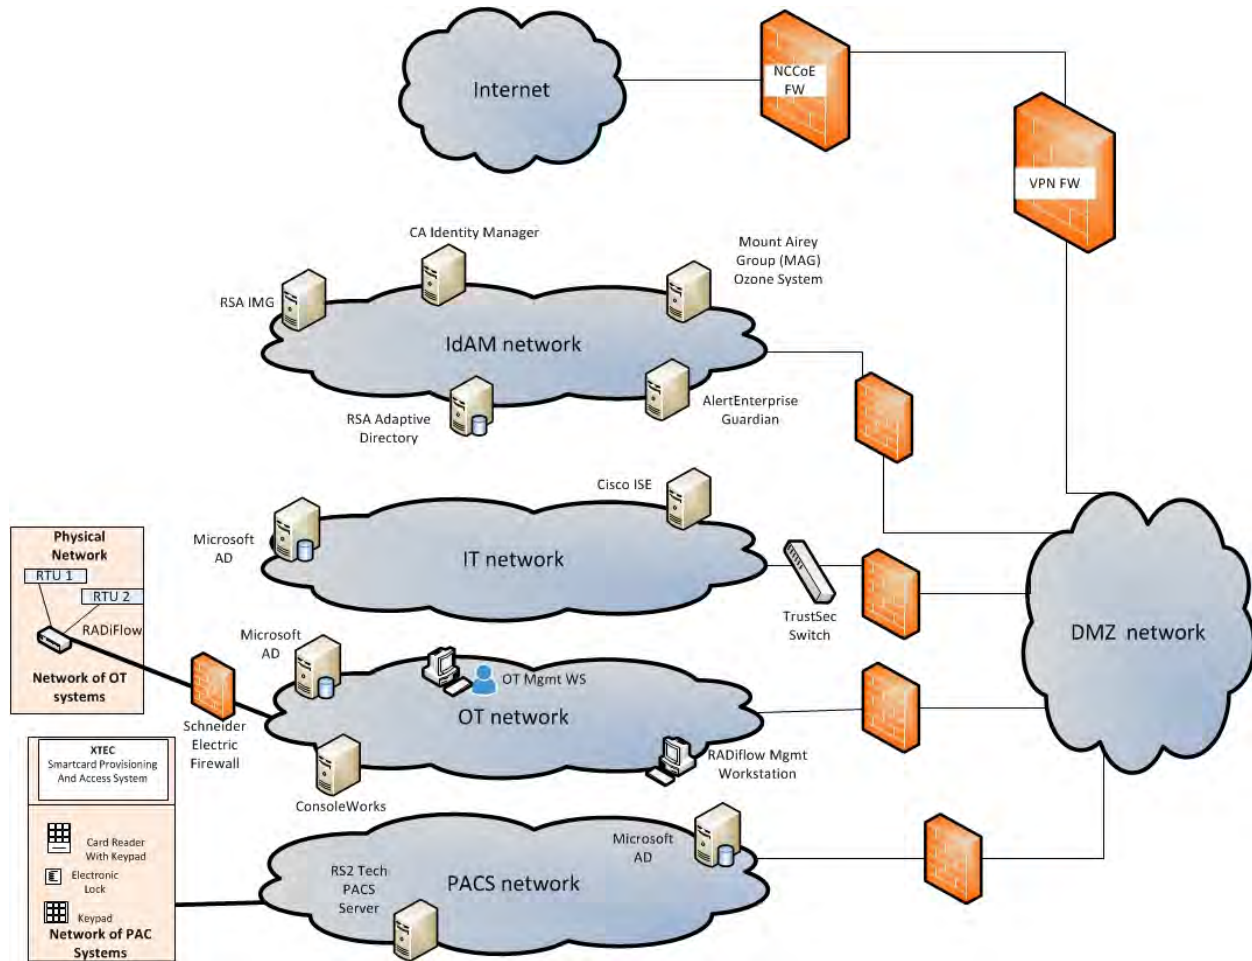 Internet
NCCoE
FW
VPN FW
CA Identity Manager
Mount Airey
Group (MAG)
Ozone System
RSA IMG
IdAM network
RSA Adaptive
Directory
AlertEnterprise
Guardian
Cisco ISE
Microsoft
AD
IT network
TrustSec
Switch
DMZ network
Physical
Network
RTU 1
RTU 2
RADiFlow
Network of OT
systems
Schneider
Electric
Firewall
Microsoft
AD
OT Mgmt WS
OT network
RADiflow Mgmt
Workstation
ConsoleWorks
XTEC
Smartcard Provisioning
And Access System
Card Reader
With Keypad
Electronic
Lock
Keypad
Network of PAC
Systems
Microsoft
AD
RS2 Tech
PACS
Server
PACS network